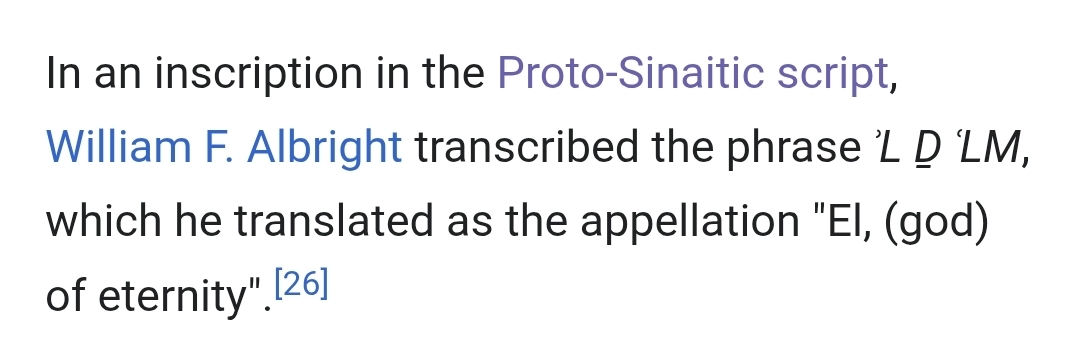 In an inscription in the Proto-Sinaitic script,
William F. Albright transcribed the phrase ʾL Ḏ ʿLM,
which he translated as the appellation "El, (god)
of eternity".[26]